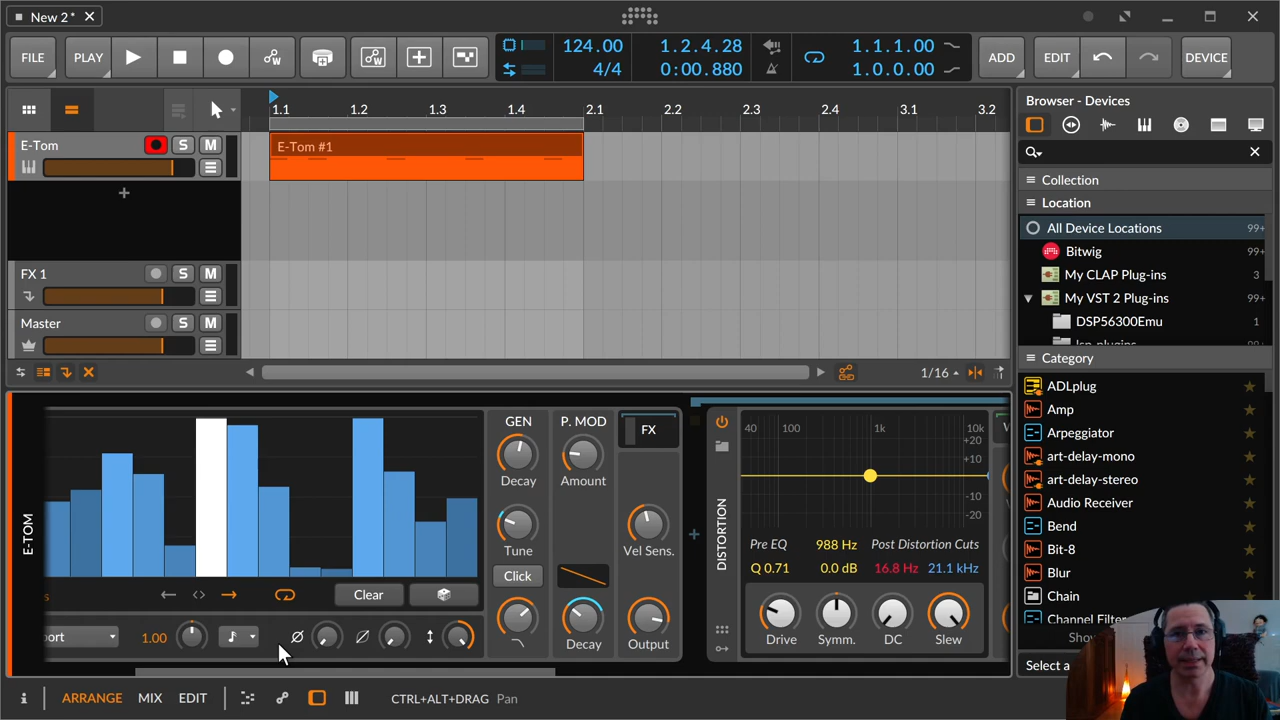 New 2*
FILE
PLAY
124.00
4/4
1.2.4.28
0:00.880
1.1.1.00
1.0.0.00
ADD
EDIT
DEVICE
1.1 1.2 1.3 1.4 2.1 2.2 2.3 2.4 3.1 3.2
E-Tom S M
E-Tom #1
FX 1 S M
Master S M
1/16
Browser - Devices
Collection
Location
All Device Locations 99+
Bitwig 99+
My CLAP Plug-ins 3
My VST 2 Plug-ins 99+
DSP56300Emu 1
lsp-plugins
Category
ADLplug
Amp
Arpeggiator
art-delay-mono
art-delay-stereo
Audio Receiver
Bend
Bit-8
Blur
Chain
Channel Filter
Select a
E-TOM
Clear
1.00
GEN
Decay
Tune
Click
P. MOD
Amount
Decay
FX
Vel Sens.
Output
DISTORTION
40 100 1k 10k
+20
+10
-10
-20
Pre EQ 988 Hz Post Distortion Cuts
Q 0.71 0.0 dB 16.8 Hz 21.1 kHz
Drive Symm. DC Slew
ARRANGE MIX EDIT
CTRL+ALT+DRAG Pan